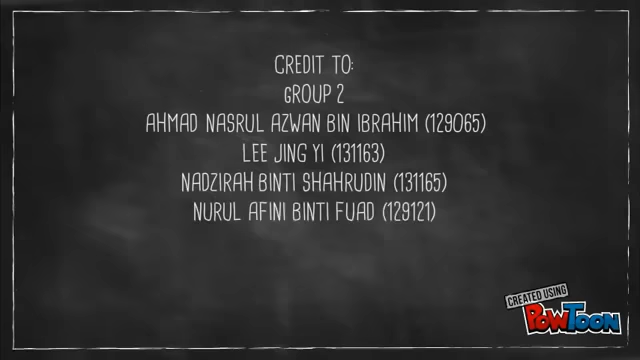 CREDIT TO:
GROUP 2
AHMAD NASRUL AZWAN BIN IBRAHIM (129065)
LEE JING YI (131163)
NADZIRAH BINTI SHAHRUDIN (131165)
NURUL AFINI BINTI FUAD (129121)
CREATED USING
POWTOON